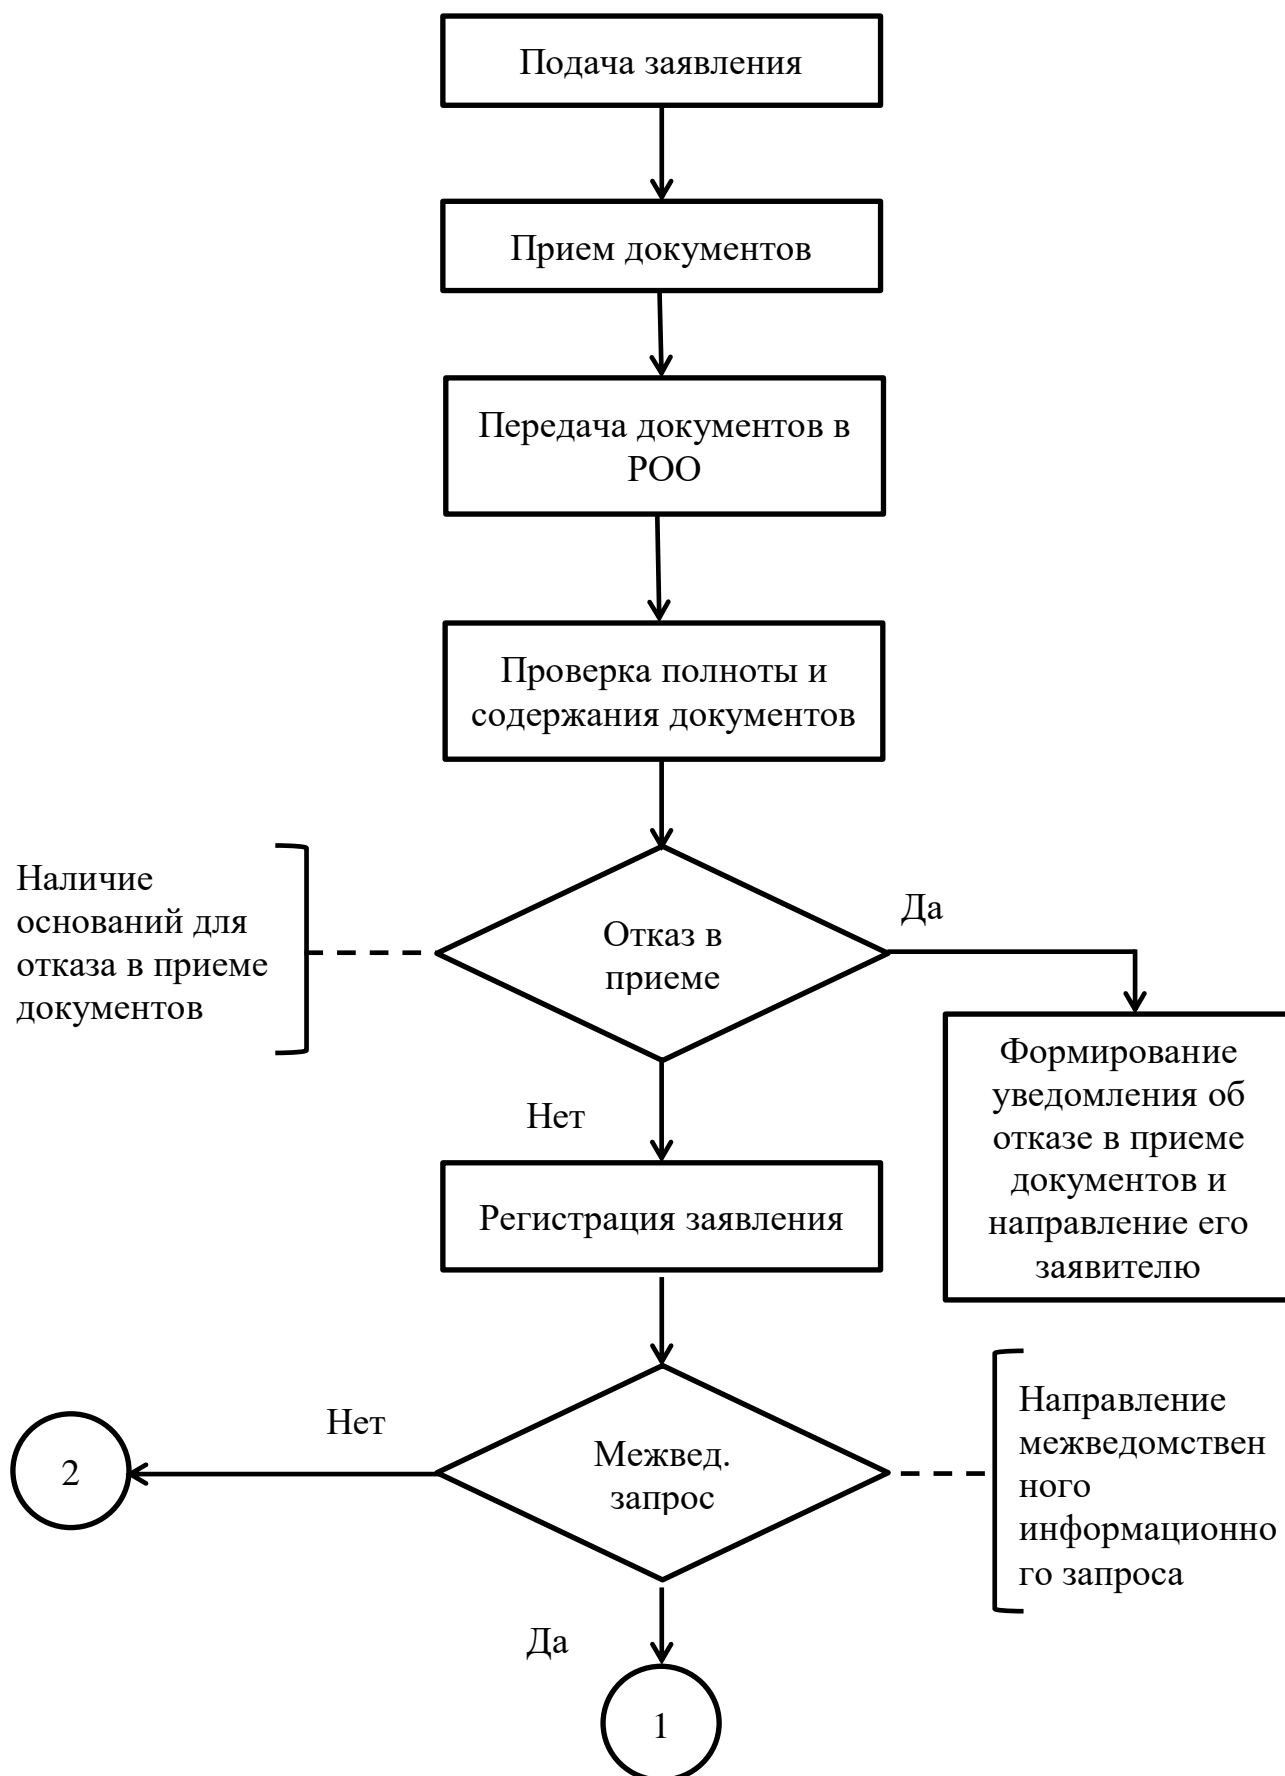 Подача заявления
Прием документов
Передача документов в
РОО
Проверка полноты и
содержания документов
Наличие
оснований для
отказа в приеме
документов
Отказ в
приеме
Да
Формирование
уведомления об
отказе в приеме
документов и
направление его
заявителю
Нет
Регистрация заявления
Нет
2
Межвед.
запрос
Направление
межведомствен
ного
информационно
го запроса
Да
1